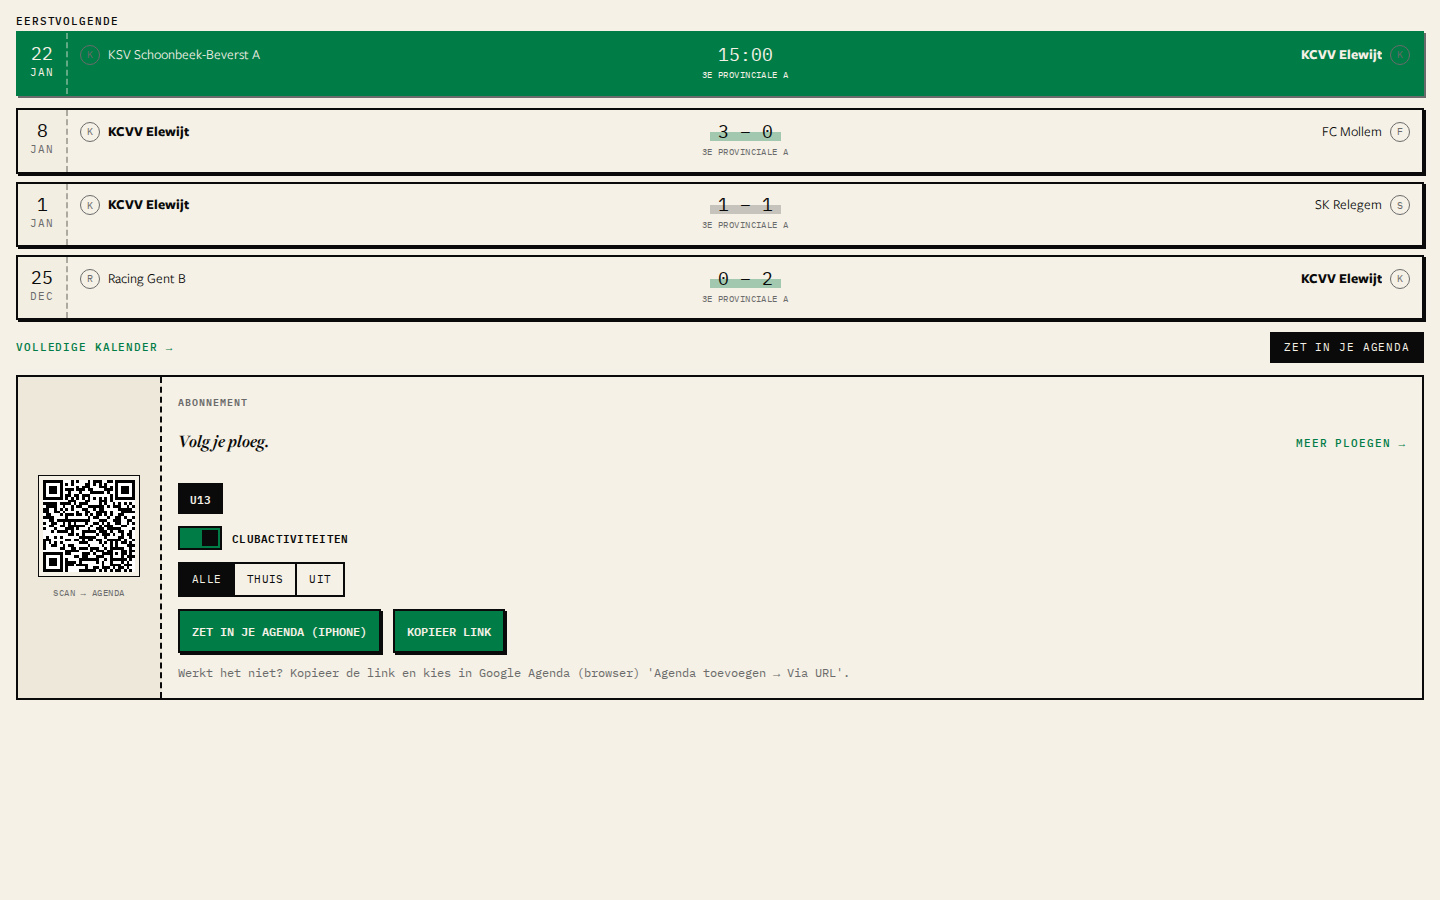 EERSTVOLGENDE
22 JAN K KSV Schoonbeek-Beverst A 15:00 3E PROVINCIALE A KCVV Elewijt K
8 JAN K KCVV Elewijt 3 – 0 3E PROVINCIALE A FC Mollem F
1 JAN K KCVV Elewijt 1 – 1 3E PROVINCIALE A SK Relegem S
25 DEC R Racing Gent B 0 – 2 3E PROVINCIALE A KCVV Elewijt K
VOLLEDIGE KALENDER → ZET IN JE AGENDA
ABONNEMENT
Volg je ploeg. MEER PLOEGEN →
U13
CLUBACTIVITEITEN
ALLE THUIS UIT
SCAN → AGENDA
ZET IN JE AGENDA (IPHONE) KOPIEER LINK
Werkt het niet? Kopieer de link en kies in Google Agenda (browser) 'Agenda toevoegen → Via URL'.